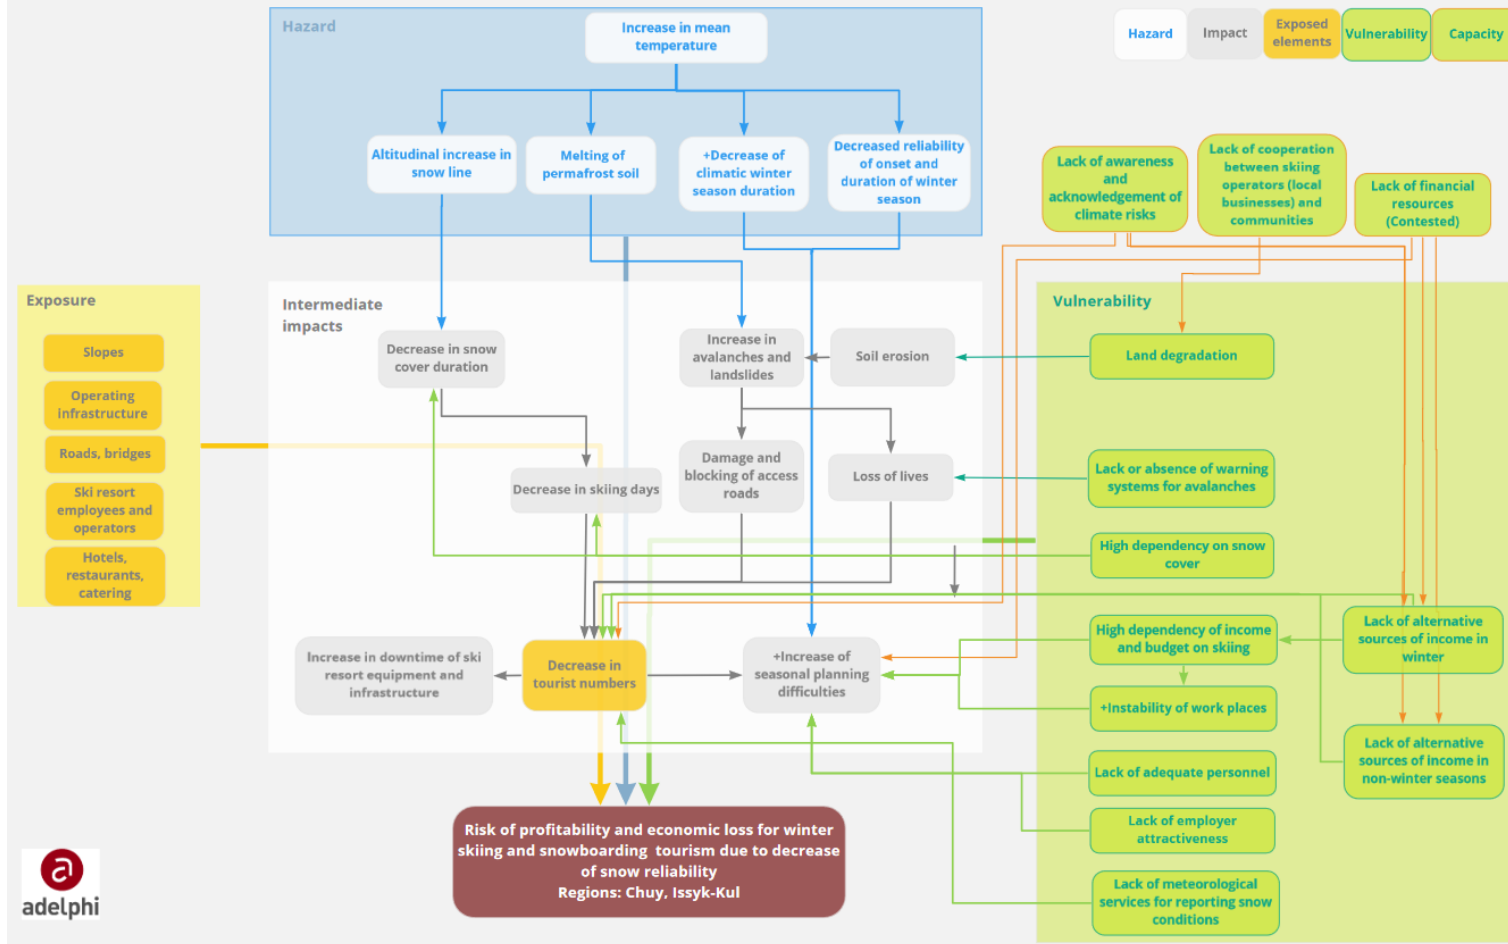 Hazard
Increase in mean
temperature
Hazard
Impact
Exposed
elements
Vulnerability
Capacity
Altitudinal increase in
snow line
Melting of
permafrost soil
+Decrease of
climatic winter
season duration
Decreased reliability
of onset and
duration of winter
season
Lack of awareness
and
acknowledgement of
climate risks
Lack of cooperation
between skiing
operators (local
businesses) and
communities
Lack of financial
resources
(Contested)
Exposure
Slopes
Operating
infrastructure
Roads, bridges
Ski resort
employees and
operators
Hotels,
restaurants,
catering
Intermediate
impacts
Decrease in snow
cover duration
Increase in
avalanches and
landslides
Soil erosion
Decrease in skiing days
Damage and
blocking of access
roads
Loss of lives
Increase in downtime of ski
resort equipment and
infrastructure
Decrease in
tourist numbers
+Increase of
seasonal planning
difficulties
Vulnerability
Land degradation
Lack or absence of warning
systems for avalanches
High dependency on snow
cover
High dependency of income
and budget on skiing
Lack of alternative
sources of income in
winter
+Instability of work places
Lack of adequate personnel
Lack of alternative
sources of income in
non-winter seasons
Lack of employer
attractiveness
Lack of meteorological
services for reporting snow
conditions
Risk of profitability and economic loss for winter
skiing and snowboarding tourism due to decrease
of snow reliability
Regions: Chuy, Issyk-Kul
a
adelphi